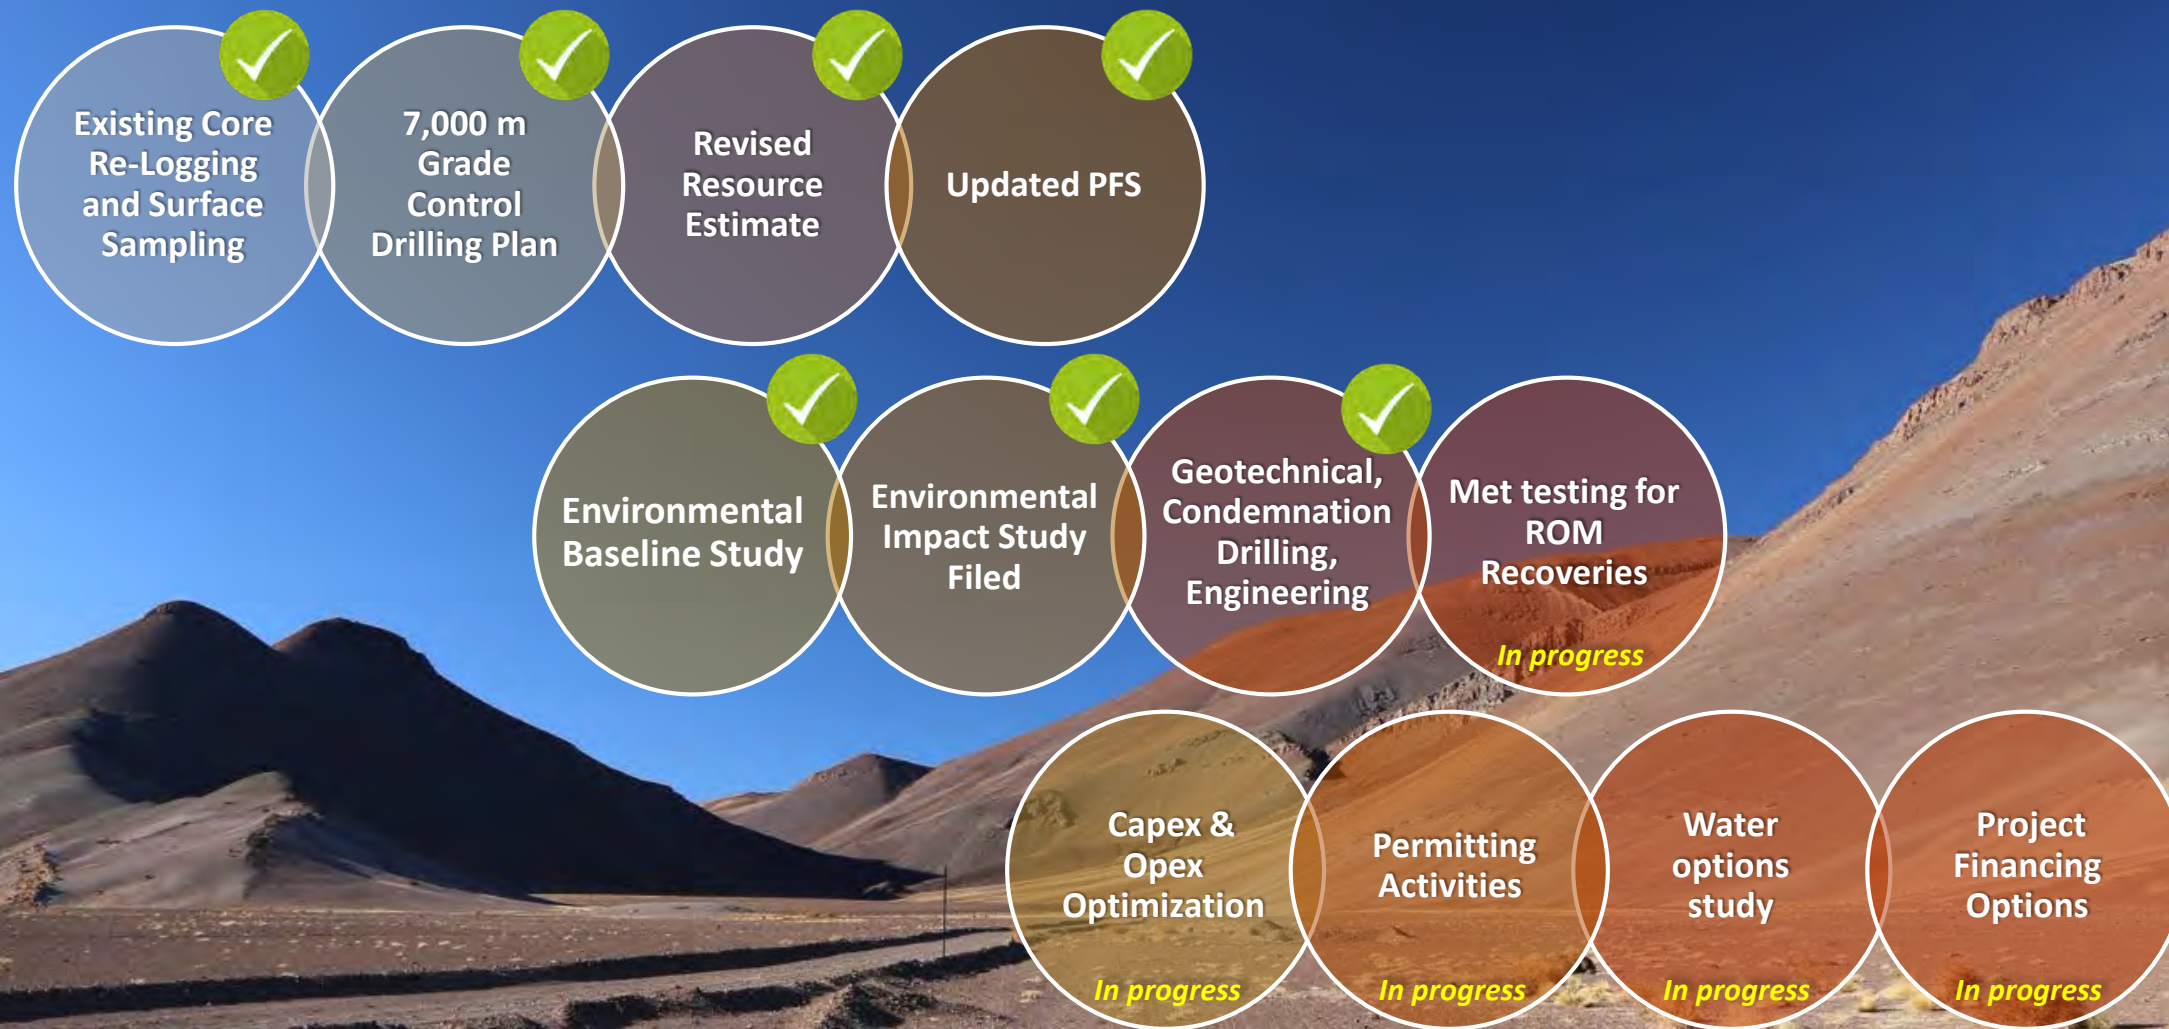 Existing Core
Re-Logging
and Surface
Sampling
7,000 m
Grade
Control
Drilling Plan
Revised
Resource
Estimate
Updated PFS
Environmental
Baseline Study
Environmental
Impact Study
Filed
Geotechnical,
Condemnation
Drilling,
Engineering
Met testing for
ROM
Recoveries
In progress
Capex &
Opex
Optimization
In progress
Permitting
Activities
In progress
Water
options
study
In progress
Project
Financing
Options
In progress